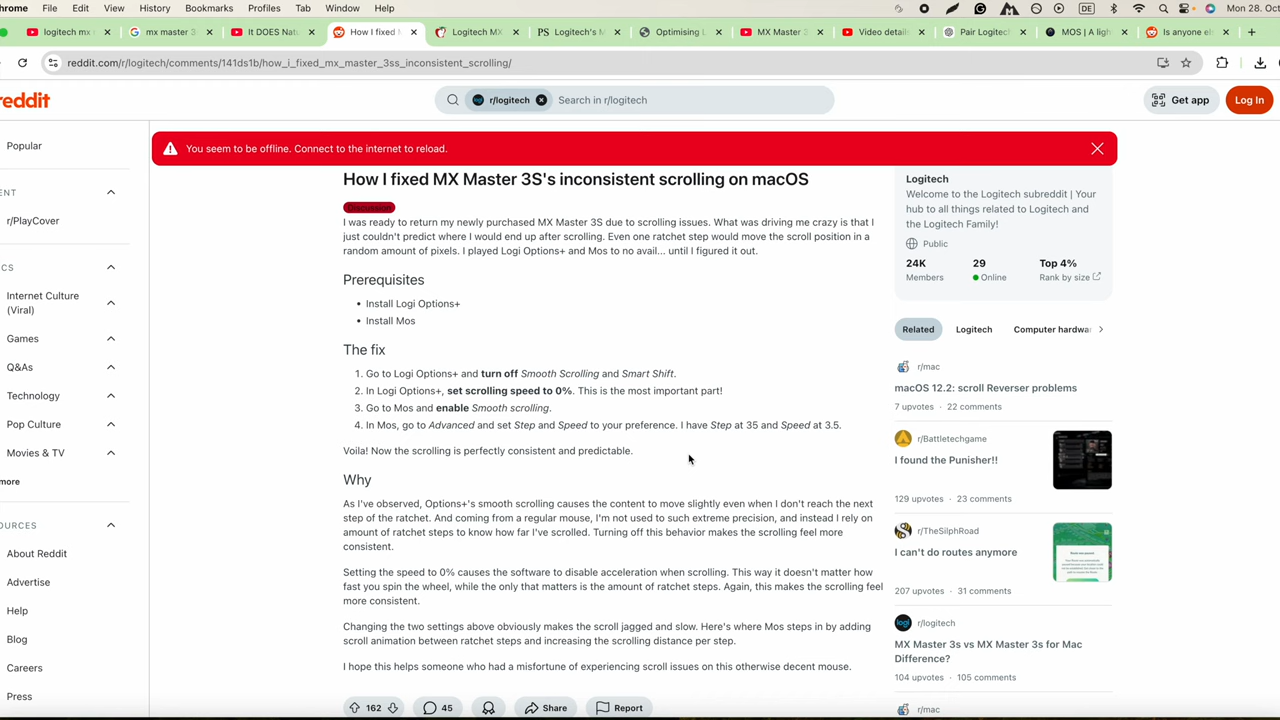 hrome File Edit View History Bookmarks Profiles Tab Window Help DE Mon 28. Oct
logitech mx mx master 3 It DOES Nat How I fixed M Logitech MX PS Logitech's M Optimising L MX Master 3 Video details Pair Logitec MOS | A ligh Is anyone el
reddit.com/r/logitech/comments/141ds1b/how_i_fixed_mx_master_3ss_inconsistent_scrolling/
reddit r/logitech Search in r/logitech Get app Log In
You seem to be offline. Connect to the internet to reload.
Popular
ENT
r/PlayCover
CS
Internet Culture
(Viral)
Games
Q&As
Technology
Pop Culture
Movies & TV
more
OURCES
About Reddit
Advertise
Help
Blog
Careers
Press
How I fixed MX Master 3S's inconsistent scrolling on macOS
Discussion
I was ready to return my newly purchased MX Master 3S due to scrolling issues. What was driving me crazy is that I
just couldn't predict where I would end up after scrolling. Even one ratchet step would move the scroll position in a
random amount of pixels. I played Logi Options+ and Mos to no avail... until I figured it out.
Prerequisites
• Install Logi Options+
• Install Mos
The fix
1. Go to Logi Options+ and turn off Smooth Scrolling and Smart Shift.
2. In Logi Options+, set scrolling speed to 0%. This is the most important part!
3. Go to Mos and enable Smooth scrolling.
4. In Mos, go to Advanced and set Step and Speed to your preference. I have Step at 35 and Speed at 3.5.
Voila! Now the scrolling is perfectly consistent and predictable.
Why
As I've observed, Options+'s smooth scrolling causes the content to move slightly even when I don't reach the next
step of the ratchet. And coming from a regular mouse, I'm not used to such extreme precision, and instead I rely on
amount of ratchet steps to know how far I've scrolled. Turning off this behavior makes the scrolling feel more
consistent.
Setting the speed to 0% causes the software to disable acceleration when scrolling. This way it doesn't matter how
fast you spin the wheel, while the only that matters is the amount of ratchet steps. Again, this makes the scrolling feel
more consistent.
Changing the two settings above obviously makes the scroll jagged and slow. Here's where Mos steps in by adding
scroll animation between ratchet steps and increasing the scrolling distance per step.
I hope this helps someone who had a misfortune of experiencing scroll issues on this otherwise decent mouse.
162 45 Share Report
Logitech
Welcome to the Logitech subreddit | Your
hub to all things related to Logitech and
the Logitech Family!
Public
24K 29 Top 4%
Members Online Rank by size
Related Logitech Computer hardwa
r/mac
macOS 12.2: scroll Reverser problems
7 upvotes · 22 comments
r/Battletechgame
I found the Punisher!!
129 upvotes · 23 comments
r/TheSilphRoad
I can't do routes anymore
207 upvotes · 31 comments
logi r/logitech
MX Master 3s vs MX Master 3s for Mac
Difference?
104 upvotes · 105 comments
r/mac